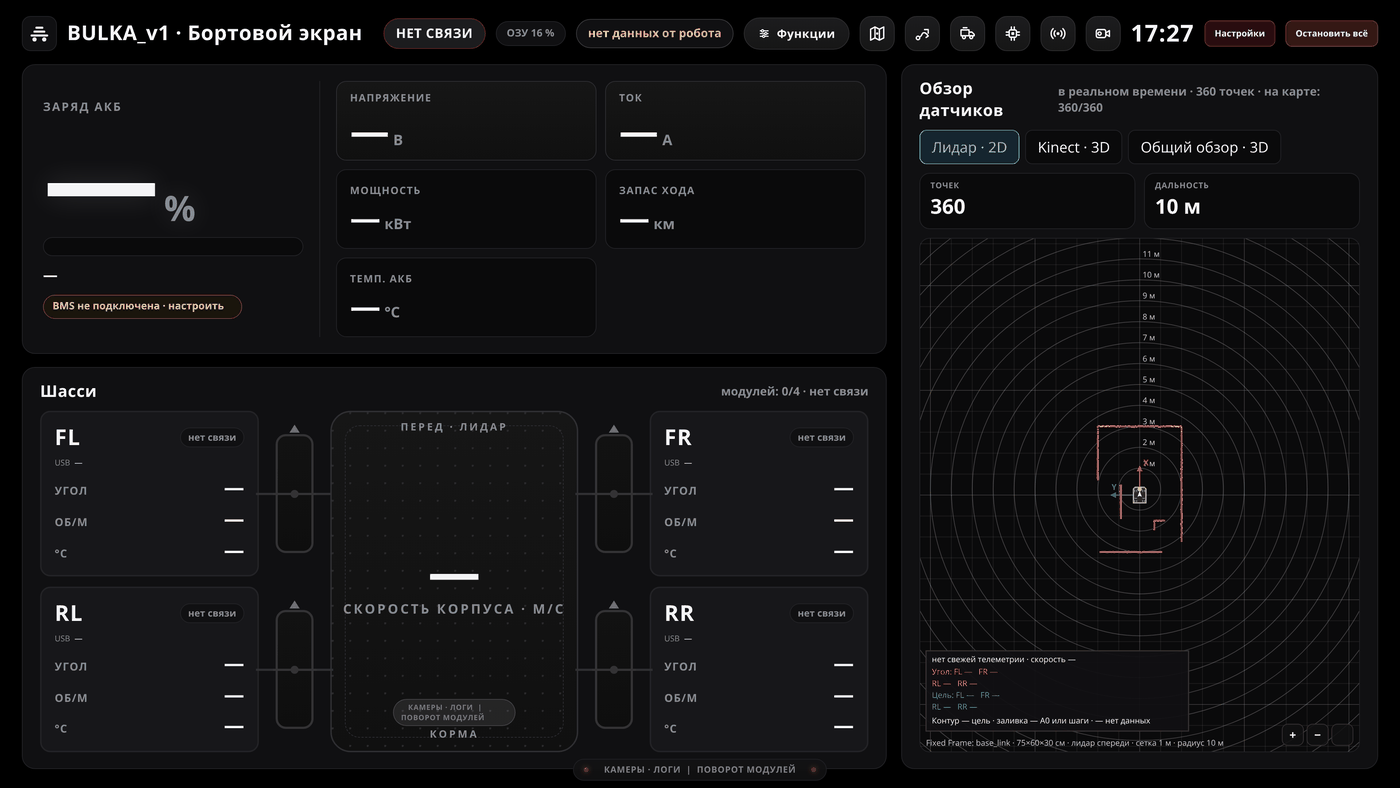 BULKA_v1 · Бортовой экран
НЕТ СВЯЗИ
ОЗУ 16 %
нет данных от робота
Функции
17:27
Настройки
Остановить всё
ЗАРЯД АКБ
— %
—
BMS не подключена · настроить
НАПРЯЖЕНИЕ
— В
ТОК
— А
МОЩНОСТЬ
— кВт
ЗАПАС ХОДА
— км
ТЕМП. АКБ
— °C
Шасси
модулей: 0/4 · нет связи
FL
нет связи
USB —
УГОЛ —
ОБ/М —
°C —
RL
нет связи
USB —
УГОЛ —
ОБ/М —
°C —
ПЕРЕД · ЛИДАР
—
СКОРОСТЬ КОРПУСА · М/С
КАМЕРЫ · ЛОГИ |
ПОВОРОТ МОДУЛЕЙ
КОРМА
FR
нет связи
USB —
УГОЛ —
ОБ/М —
°C —
RR
нет связи
USB —
УГОЛ —
ОБ/М —
°C —
КАМЕРЫ · ЛОГИ | ПОВОРОТ МОДУЛЕЙ
Обзор
датчиков
в реальном времени · 360 точек · на карте:
360/360
Лидар · 2D
Kinect · 3D
Общий обзор · 3D
ТОЧЕК
360
ДАЛЬНОСТЬ
10 м
11 м
10 м
9 м
8 м
7 м
6 м
5 м
4 м
3 м
2 м
X м
Y
нет свежей телеметрии · скорость —
Угол: FL — FR —
RL — RR —
Цель: FL — FR —
RL — RR —
Контур — цель · заливка — A0 или шаги · — нет данных
Fixed Frame: base_link · 75×60×30 см · лидар спереди · сетка 1 м · радиус 10 м
+
−